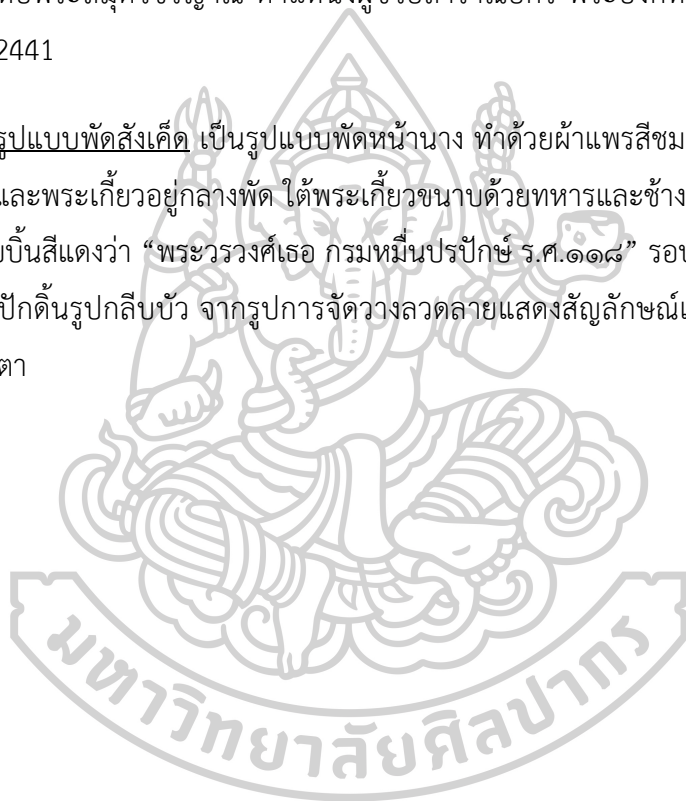 2441
รูปแบบพัดสังเค็ด เป็นรูปแบบพัดหน้านาง ทำด้วยผ้าแพรสีชม
และพระเกี้ยวอยู่กลางพัด ใต้พระเกี้ยวขนาบด้วยทหารและช้าง
บิ้นสีแดงว่า “พระวรวงศ์เธอ กรมหมื่นปรปักษ์ ร.ศ.๑๑๘” รอบ
ปักดิ้นรูปกลีบบัว จากรูปการจัดวางลวดลายแสดงสัญลักษณ์
ตา
มหาวิทยาลัยศิลปากร